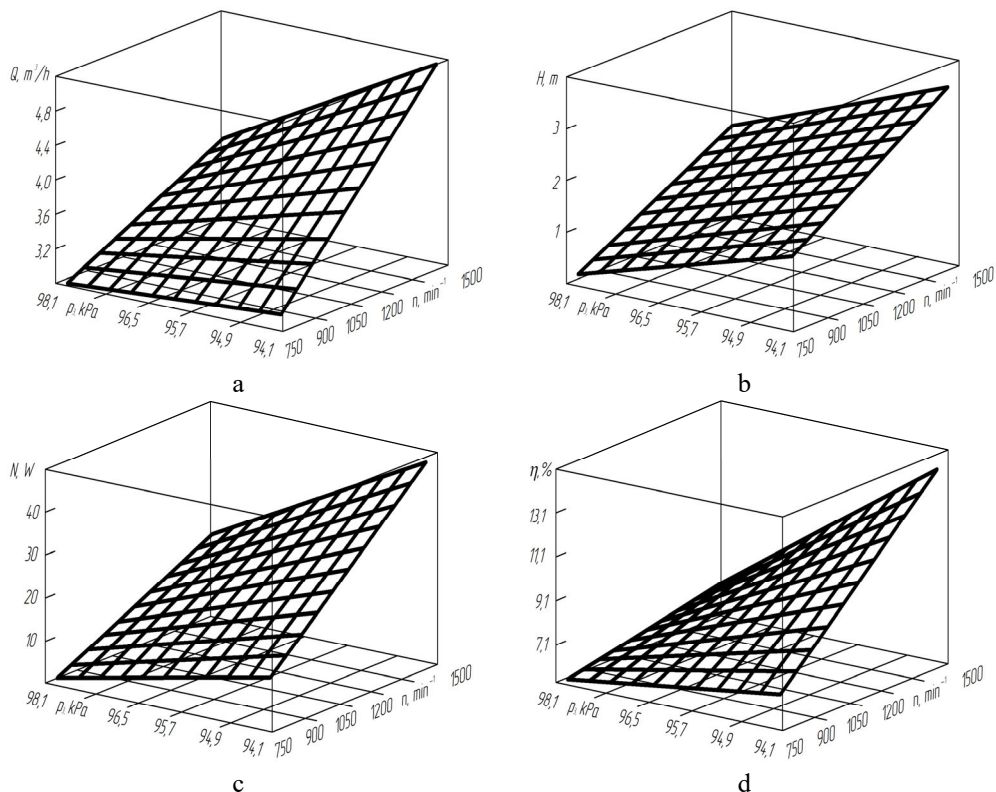 Q, m³/h
4,8
4,4
4,0
3,6
3,2
98,1 p, kPa 96,5 95,7 94,9 94,1
750 900 1050 1200 n, min⁻¹ 1500
a
H, m
3
2
1
98,1 p, kPa 96,5 95,7 94,9 94,1
750 900 1050 1200 n, min⁻¹ 1500
b
N, W
40
30
20
10
98,1 p, kPa 96,5 95,7 94,9 94,1
750 900 1050 1200 n, min⁻¹ 1500
c
η, %
13,1
11,1
9,1
7,1
98,1 p, kPa 96,5 95,7 94,9 94,1
750 900 1050 1200 n, min⁻¹ 1500
d